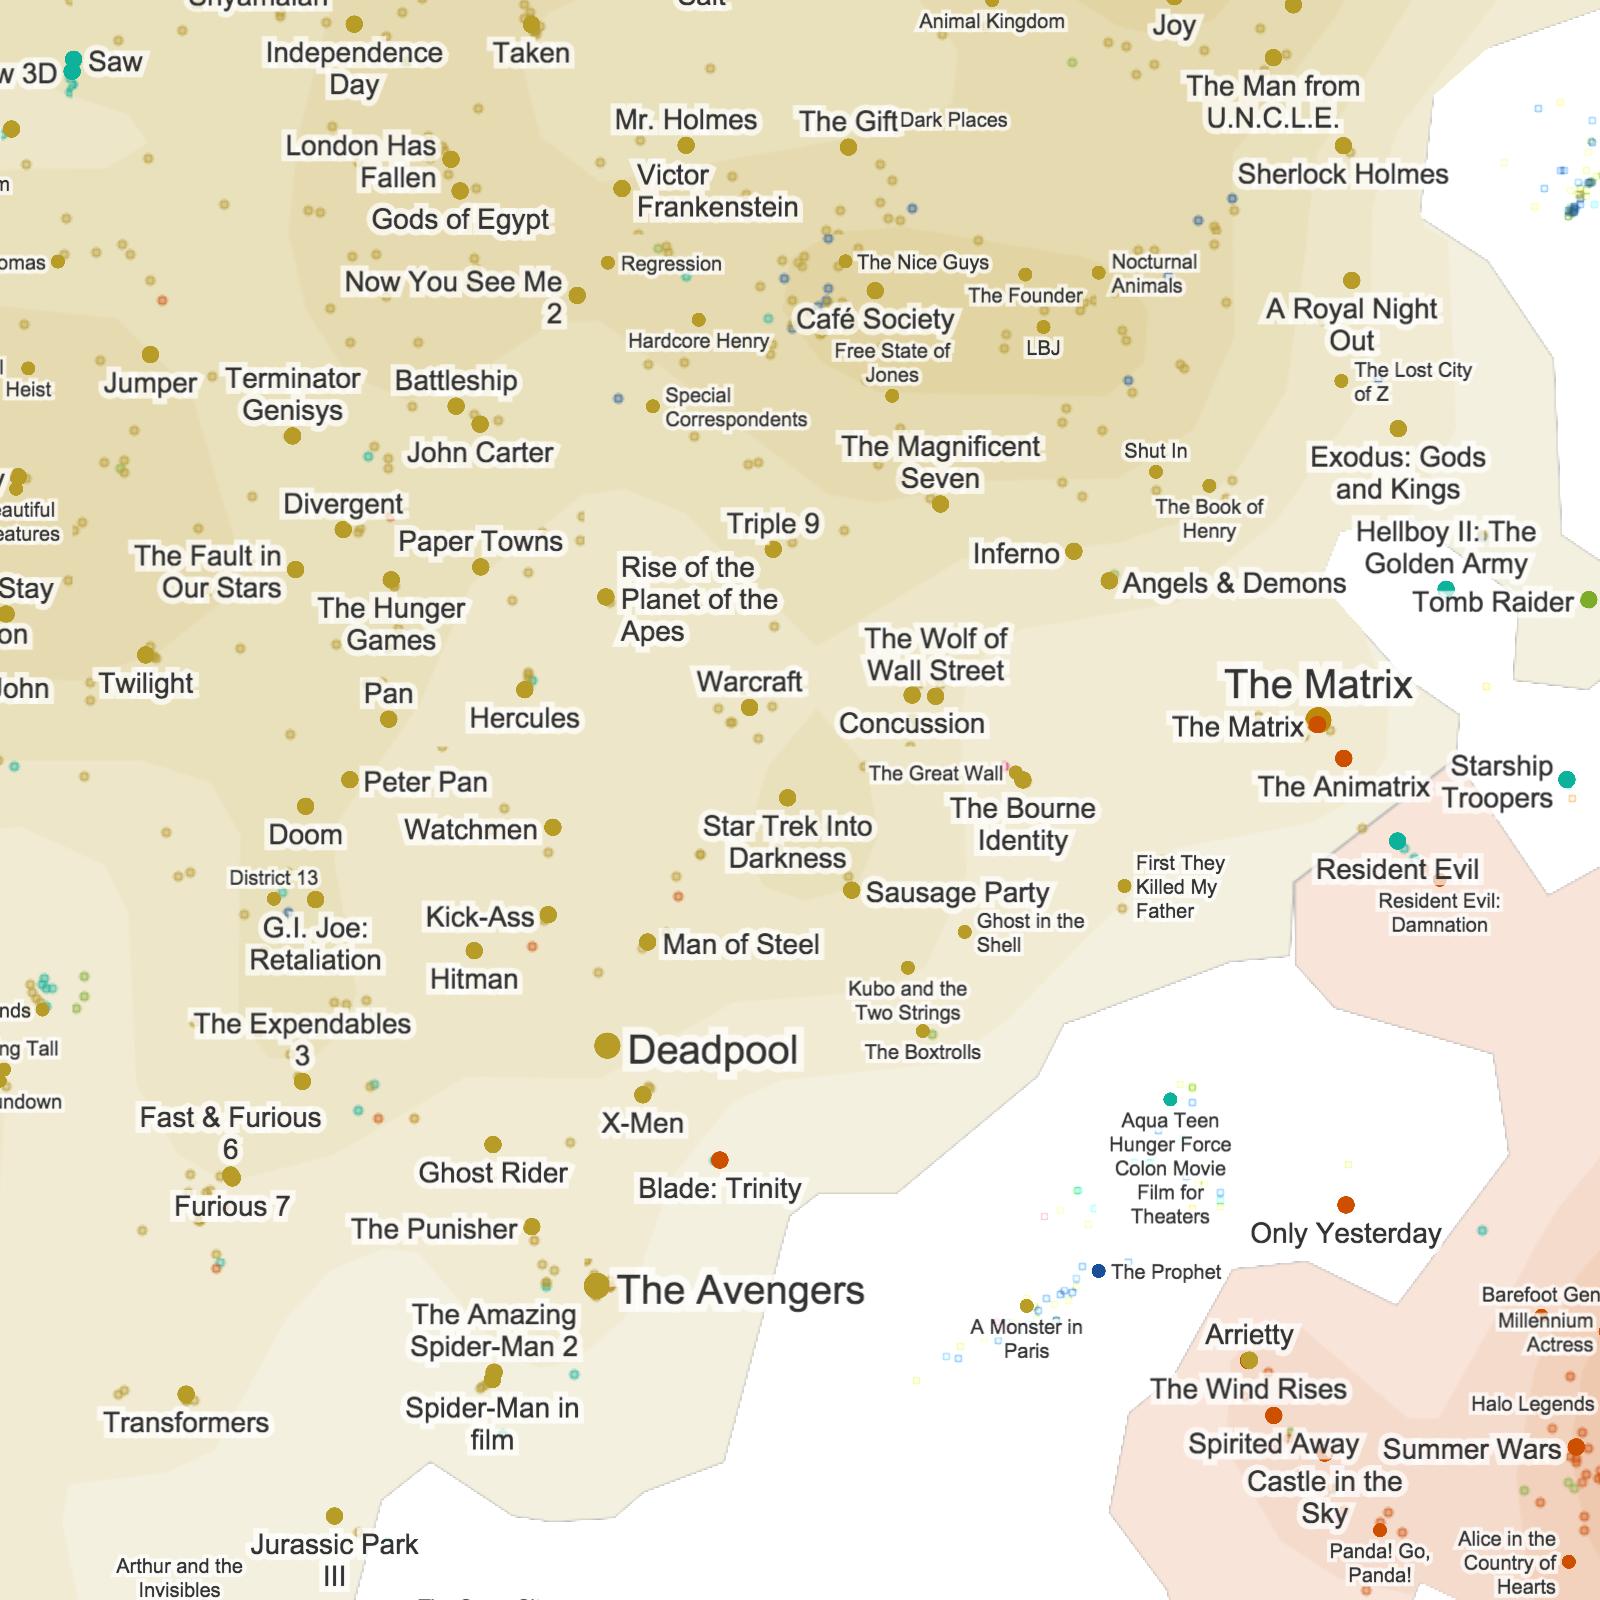 Shyamalan
Salt
Animal Kingdom
Joy
Independence
Day
Taken
Saw
w 3D
The Man from
U.N.C.L.E.
Mr. Holmes
The Gift
Dark Places
London Has
Fallen
Gods of Egypt
Victor
Frankenstein
Sherlock Holmes
m
omas
Now You See Me
2
Regression
The Nice Guys
The Founder
Nocturnal
Animals
Café Society
A Royal Night
Out
Hardcore Henry
Free State of
Jones
LBJ
The Lost City
of Z
l
Heist
Jumper
Terminator
Genisys
Battleship
John Carter
Special
Correspondents
The Magnificent
Seven
Shut In
The Book of
Henry
Exodus: Gods
and Kings
y
eautiful
eatures
Divergent
Paper Towns
Triple 9
Inferno
Angels & Demons
Hellboy II: The
Golden Army
Tomb Raider
The Fault in
Our Stars
Stay
on
The Hunger
Games
Rise of the
Planet of the
Apes
The Wolf of
Wall Street
Concussion
John
Twilight
Pan
Hercules
Warcraft
The Matrix
The Matrix
The Animatrix
Starship
Troopers
Peter Pan
Doom
Watchmen
Star Trek Into
Darkness
The Great Wall
The Bourne
Identity
Resident Evil
Resident Evil:
Damnation
District 13
G.I. Joe:
Retaliation
Kick-Ass
Hitman
Man of Steel
Sausage Party
Ghost in the
Shell
First They
Killed My
Father
Kubo and the
Two Strings
The Boxtrolls
nds
ng Tall
undown
The Expendables
3
Deadpool
X-Men
Fast & Furious
6
Furious 7
Ghost Rider
Blade: Trinity
The Punisher
The Avengers
Aqua Teen
Hunger Force
Colon Movie
Film for
Theaters
Only Yesterday
The Prophet
A Monster in
Paris
The Amazing
Spider-Man 2
Spider-Man in
film
Transformers
Jurassic Park
III
Arthur and the
Invisibles
Arrietty
The Wind Rises
Spirited Away
Castle in the
Sky
Barefoot Gen
Millennium
Actress
Halo Legends
Summer Wars
Panda! Go,
Panda!
Alice in the
Country of
Hearts